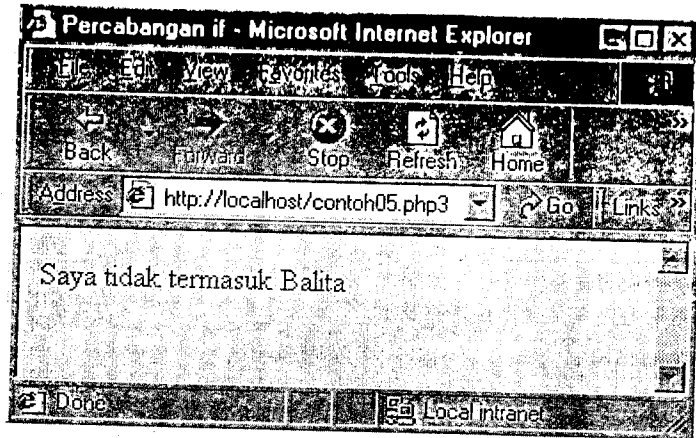 Percabangan if - Microsoft Internet Explorer
File Edit View Favorites Tools Help
Back Forward Stop Refresh Home
Address http://localhost/contoh05.php3 Go Links
Saya tidak termasuk Balita
Done Local intranet